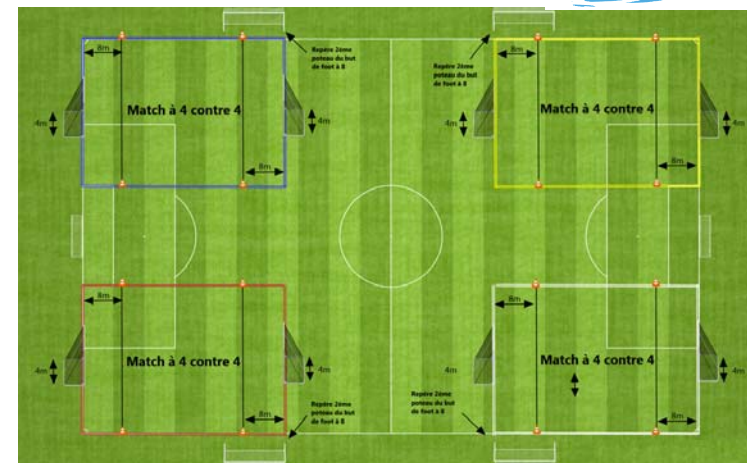 8m
Repère 2ème
poteau du but
de foot à 8
Match à 4 contre 4
4m
4m
8m
Repère 2ème
poteau du but
de foot à 8
8m
Match à 4 contre 4
4m
4m
8m
8m
Match à 4 contre 4
4m
4m
8m
Repère 2ème
poteau du but
de foot à 8
8m
Match à 4 contre 4
4m
4m
Repère 2ème
poteau du but
de foot à 8
8m